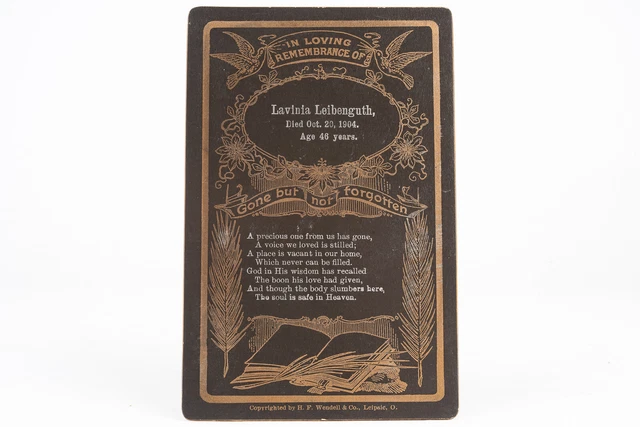 IN LOVING
REMEMBRANCE OF
Lavinia Leibenguth,
Died Oct. 20, 1904.
Age 46 years.
Gone but not forgotten
A precious one from us has gone,
A voice we loved is stilled;
A place is vacant in our home,
Which never can be filled.
God in His wisdom has recalled
The boon his love had given,
And though the body slumbers here,
The soul is safe in Heaven.
Copyrighted by H. F. Wendell & Co., Leipsic, O.